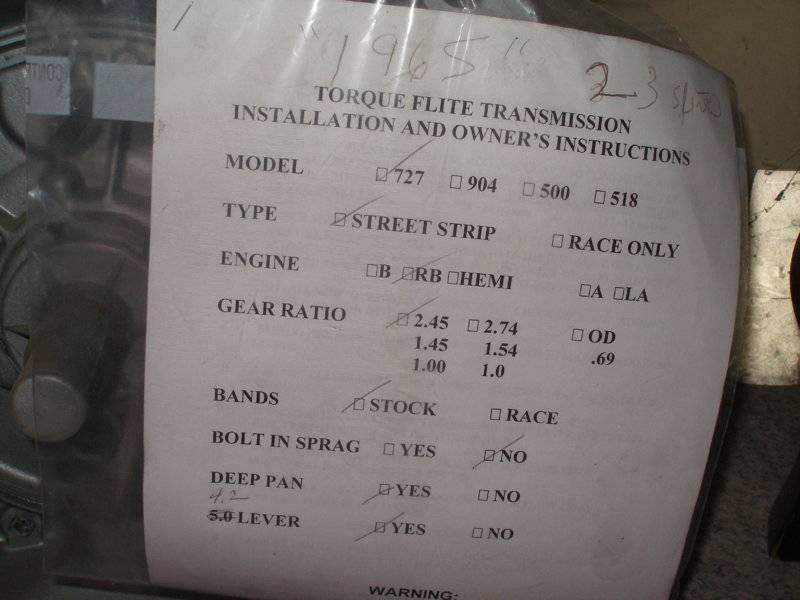 "1965"
2 3
TORQUE FLITE TRANSMISSION
INSTALLATION AND OWNER'S INSTRUCTIONS
MODEL □ 727 □ 904 □ 500 □ 518
TYPE □ STREET STRIP □ RACE ONLY
ENGINE □B □RB □HEMI □A □LA
GEAR RATIO □ 2.45 □ 2.74 □ OD
1.45 1.54 .69
1.00 1.0
BANDS □ STOCK □ RACE
BOLT IN SPRAG □ YES □ NO
DEEP PAN □ YES □ NO
4.2
5.0 LEVER □ YES □ NO
WARNING: